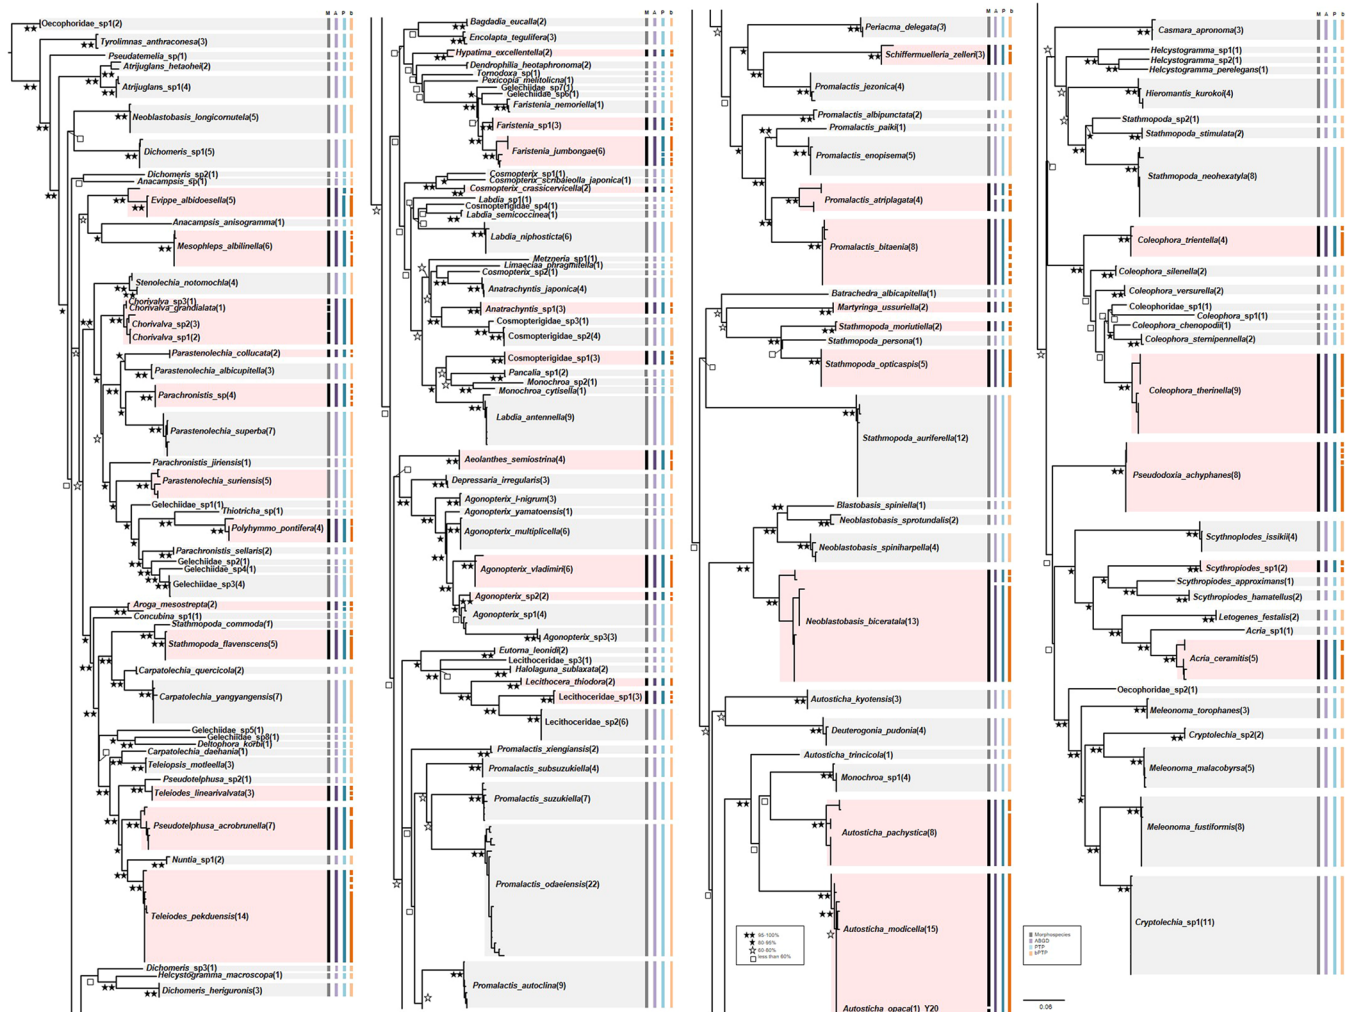 M A P b
Oecophoridae_sp1(2)
Tyrolimnas_anthraconesa(3)
Pseudatemelia_sp(1)
Atrijuglans_hetaohei(2)
Atrijuglans_sp1(4)
Neoblastobasis_longicornutela(5)
Dichomeris_sp1(5)
Dichomeris_sp2(1)
Anacampsis_sp(1)
Evippe_albidoesella(5)
Anacampsis_anisogramma(1)
Mesophleps_albilinella(6)
Stenolechia_notomochla(4)
Chorivalva_sp3(1)
Chorivalva_grandialata(1)
Chorivalva_sp2(3)
Chorivalva_sp1(2)
Parastenolechia_collucata(2)
Parastenolechia_albicupitella(3)
Parachronistis_sp(4)
Parastenolechia_superba(7)
Parachronistis_jiriensis(1)
Parastenolechia_suriensis(5)
Gelechiidae_sp1(1)
Thiotricha_sp(1)
Polyhymno_pontifera(4)
Parachronistis_sellaris(2)
Gelechiidae_sp2(1)
Gelechiidae_sp4(1)
Gelechiidae_sp3(4)
Aroga_mesostrepta(2)
Concubina_sp1(1)
Stathmopoda_commoda(1)
Stathmopoda_flavescens(5)
Carpatolechia_quercicola(2)
Carpatolechia_yangyangensis(7)
Gelechiidae_sp5(1)
Gelechiidae_sp8(1)
Deltophora_korbi(1)
Carpatolechia_daehania(1)
Teleiopsis_motleella(3)
Pseudotelphusa_sp2(1)
Teleiodes_linearivalvata(3)
Pseudotelphusa_acrobrunella(7)
Nuntia_sp1(2)
Teleiodes_pekduensis(14)
Dichomeris_sp3(1)
Helcystogramma_macroscopa(1)
Dichomeris_heriguronis(3)
M A P b
Bagdadia_eucalla(2)
Encolapta_tegulifera(3)
Hypatima_excellentella(2)
Dendrophilia_heotaphronoma(2)
Tornodoxa_sp(1)
Pexicopia_melitolicna(1)
Gelechiidae_sp7(1)
Gelechiidae_sp6(1)
Faristenia_nemoriella(1)
Faristenia_sp1(3)
Faristenia_jumbongae(6)
Cosmopterix_sp1(1)
Cosmopterix_scribaieolla_japonica(1)
Cosmopterix_crassicervicella(2)
Labdia_sp1(1)
Cosmopterigidae_sp4(1)
Labdia_semicoccinea(1)
Labdia_niphosticta(6)
Metzneria_sp1(1)
Limaeciaa_phragmitella(1)
Cosmopterix_sp2(1)
Anatrachyntis_japonica(4)
Anatrachyntis_sp1(3)
Cosmopterigidae_sp3(1)
Cosmopterigidae_sp2(4)
Cosmopterigidae_sp1(3)
Pancalia_sp1(2)
Monochroa_sp2(1)
Monochroa_cytisella(1)
Labdia_antennella(9)
Aeolanthes_semiostrina(4)
Depressaria_irregularis(3)
Agonopterix_l-nigrum(3)
Agonopterix_yamatoensis(1)
Agonopterix_multiplicella(6)
Agonopterix_vladimiri(6)
Agonopterix_sp2(2)
Agonopterix_sp1(4)
Agonopterix_sp3(3)
Eutorna_leonidi(2)
Lecithoceridae_sp3(1)
Halolaguna_sublaxata(2)
Lecithocera_thiodora(2)
Lecithoceridae_sp1(3)
Lecithoceridae_sp2(6)
Promalactis_xiengiansis(2)
Promalactis_subsuzukiella(4)
Promalactis_suzukiella(7)
Promalactis_odaeiensis(22)
Promalactis_autoclina(9)
M A P b
Periacma_delegata(3)
Schiffermuelleria_zelleri(3)
Promalactis_jezonica(4)
Promalactis_albipunctata(2)
Promalactis_paiki(1)
Promalactis_enopisema(5)
Promalactis_atriplagata(4)
Promalactis_bitaenia(8)
Batrachedra_albicapitella(1)
Martyringa_ussuriella(2)
Stathmopoda_moriutiella(2)
Stathmopoda_persona(1)
Stathmopoda_opticaspis(5)
Stathmopoda_auriferella(12)
Blastobasis_spiniella(1)
Neoblastobasis_sprotundalis(2)
Neoblastobasis_spiniharpella(4)
Neoblastobasis_biceratala(13)
Autosticha_kyotensis(3)
Deuterogonia_pudonia(4)
Autosticha_trincicola(1)
Monochroa_sp1(4)
Autosticha_pachystica(8)
Autosticha_modicella(15)
95-100%
80-95%
60-80%
less than 60%
Autosticha_opaca(1)_Y20
M A P b
Casmara_apronoma(3)
Helcystogramma_sp1(1)
Helcystogramma_sp2(1)
Helcystogramma_perelegans(1)
Hieromantis_kurokoi(4)
Stathmopoda_sp2(1)
Stathmopoda_stimulata(2)
Stathmopoda_neohexatyla(8)
Coleophora_trientella(4)
Coleophora_silenella(2)
Coleophora_versurella(2)
Coleophoridae_sp1(1)
Coleophora_sp1(1)
Coleophora_chenopodii(1)
Coleophora_sternipennella(2)
Coleophora_therinella(9)
Pseudodoxia_achyphanes(8)
Scythnoplodes_issikii(4)
Scythropiodes_sp1(2)
Scythropiodes_approximans(1)
Scythropiodes_hamatellus(2)
Letogenes_festalis(2)
Acria_sp1(1)
Acria_ceramitis(5)
Oecophoridae_sp2(1)
Meleonoma_torophanes(3)
Cryptolechia_sp2(2)
Meleonoma_malacobyrsa(5)
Meleonoma_fustiformis(8)
Cryptolechia_sp1(11)
Morphospecies
ABGD
PTP
bPTP
0.06